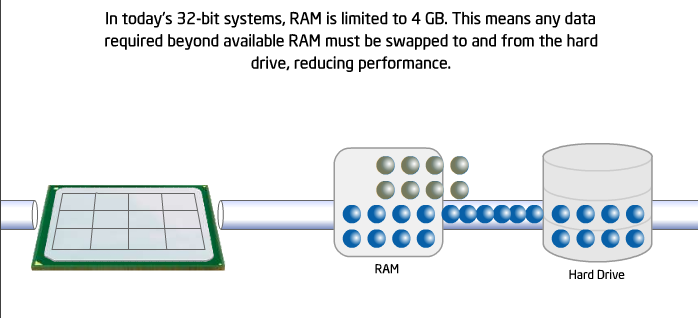 In today's 32-bit systems, RAM is limited to 4 GB. This means any data
required beyond available RAM must be swapped to and from the hard
drive, reducing performance.
RAM
Hard Drive